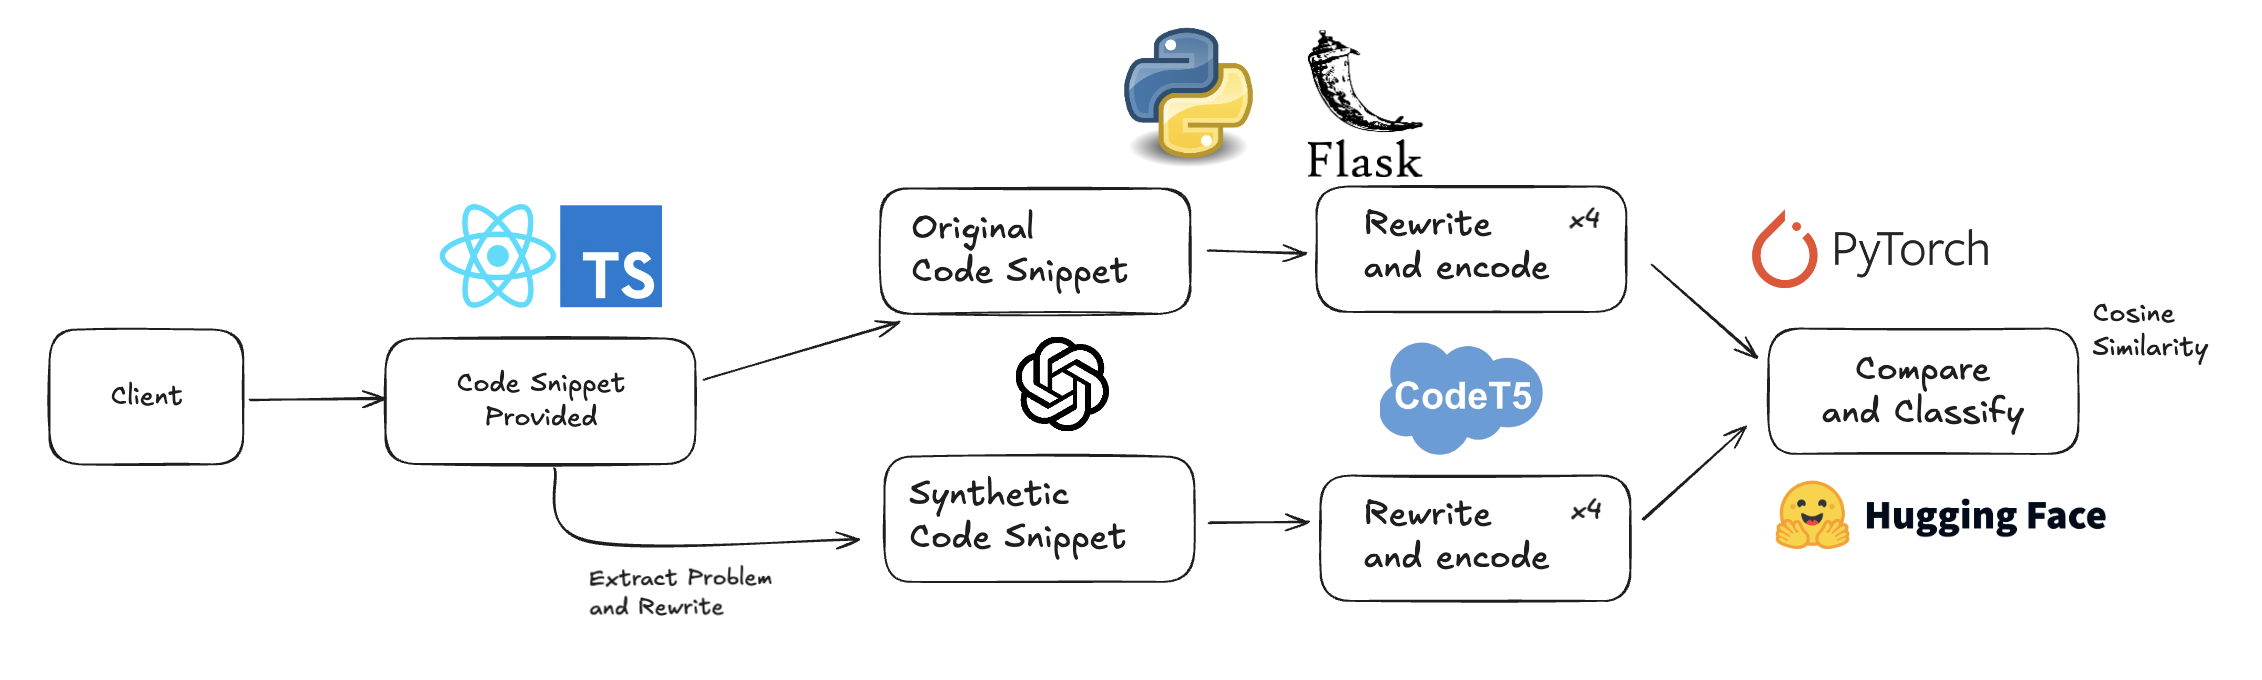 Flask
TS
Original
Code Snippet
Rewrite
and encode
x4
PyTorch
Cosine
Similarity
Client
Code Snippet
Provided
CodeT5
Compare
and Classify
Synthetic
Code Snippet
Rewrite
and encode
x4
Hugging Face
Extract Problem
and Rewrite